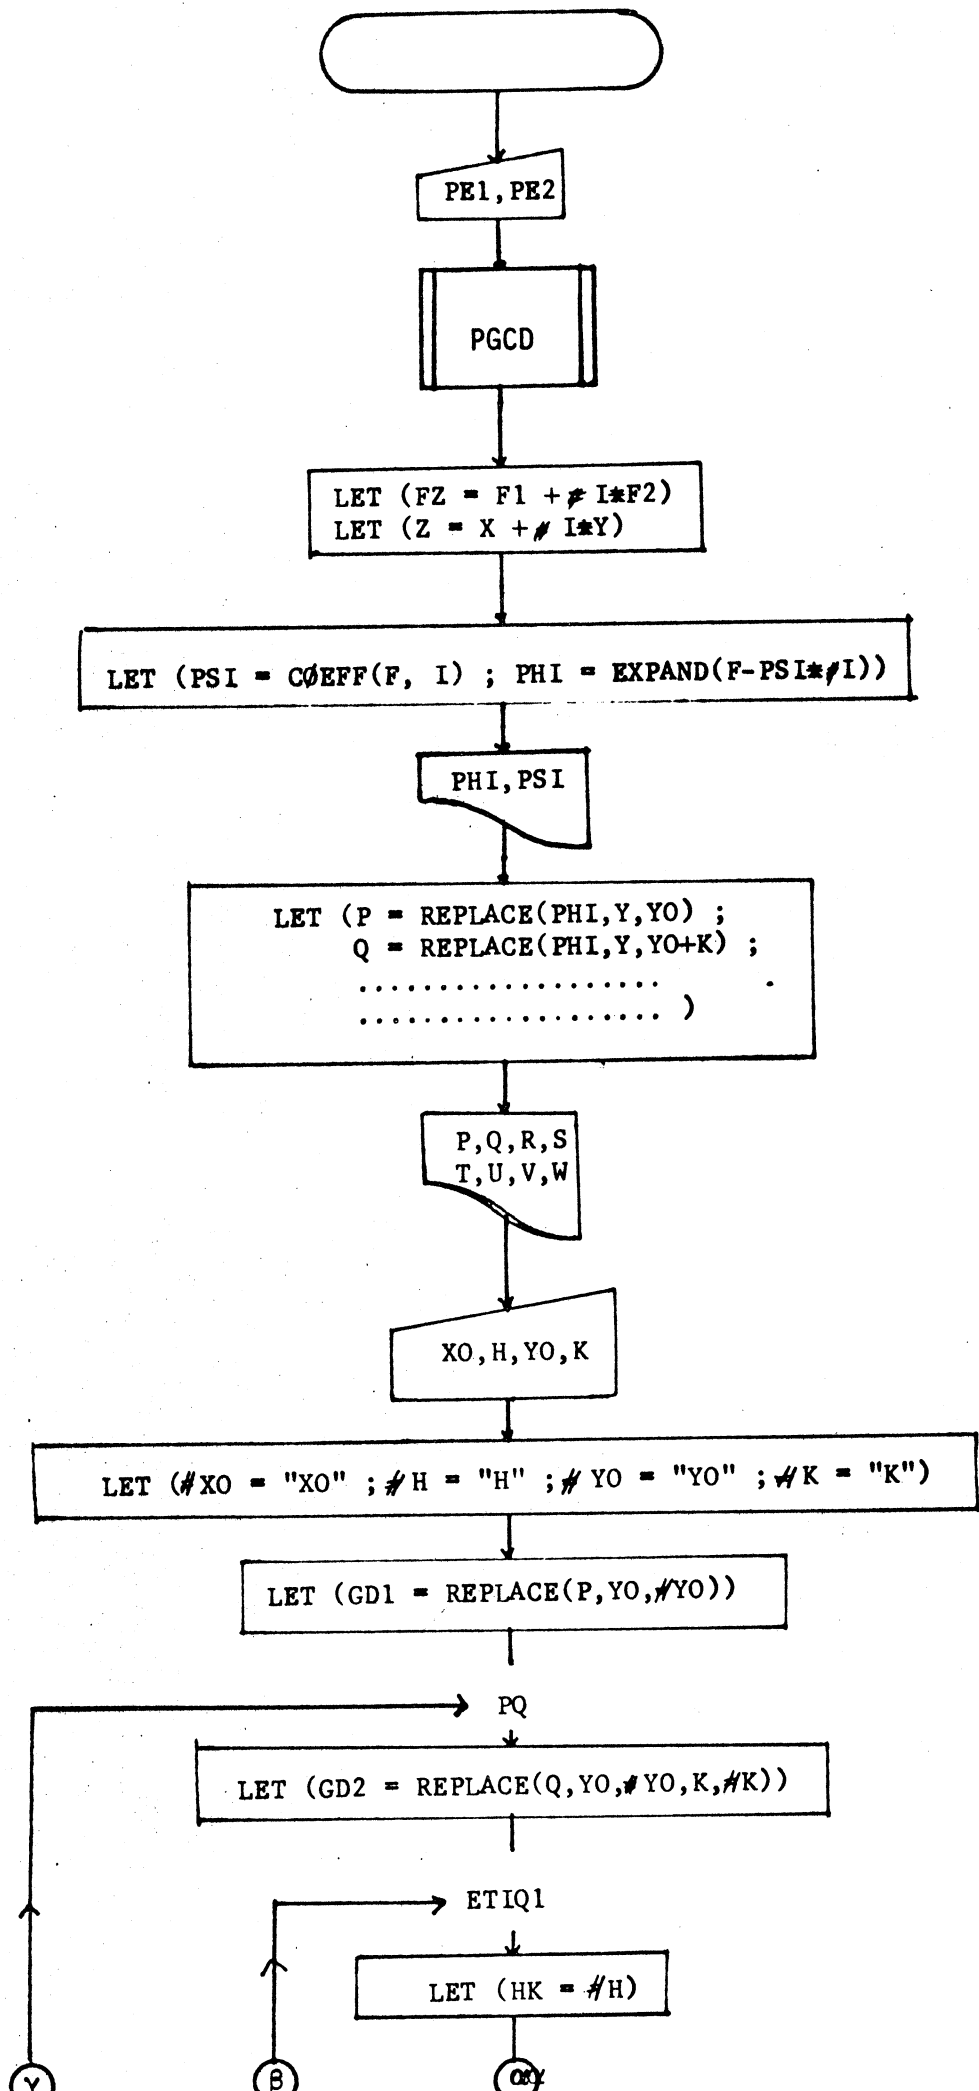 PE1,PE2
PGCD
LET (FZ = F1 + # I*F2)
LET (Z = X + # I*Y)
LET (PSI = CØEFF(F, I) ; PHI = EXPAND(F-PSI*#I))
PHI,PSI
LET (P = REPLACE(PHI,Y,YO) ;
Q = REPLACE(PHI,Y,YO+K) ;
...................
................... )
P,Q,R,S
T,U,V,W
XO,H,YO,K
LET (#XO = "XO" ;# H = "H" ;# YO = "YO" ;#K = "K")
LET (GD1 = REPLACE(P,YO,#YO))
PQ
LET (GD2 = REPLACE(Q,YO,#YO,K,#K))
ETIQ1
LET (HK = #H)
γ β α